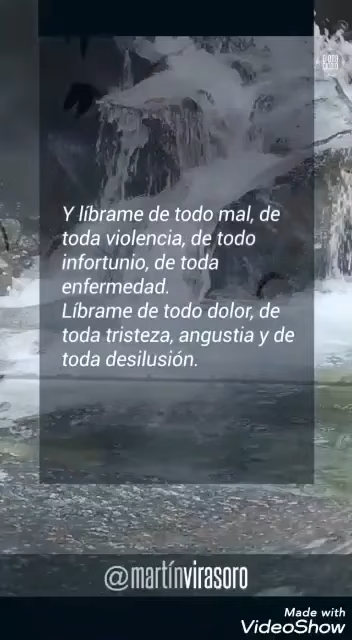 Y líbrame de todo mal, de
toda violencia, de todo
infortunio, de toda
enfermedad.
Líbrame de todo dolor, de
toda tristeza, angustia y de
toda desilusión.
@martínvirasoro
Made with
VideoShow